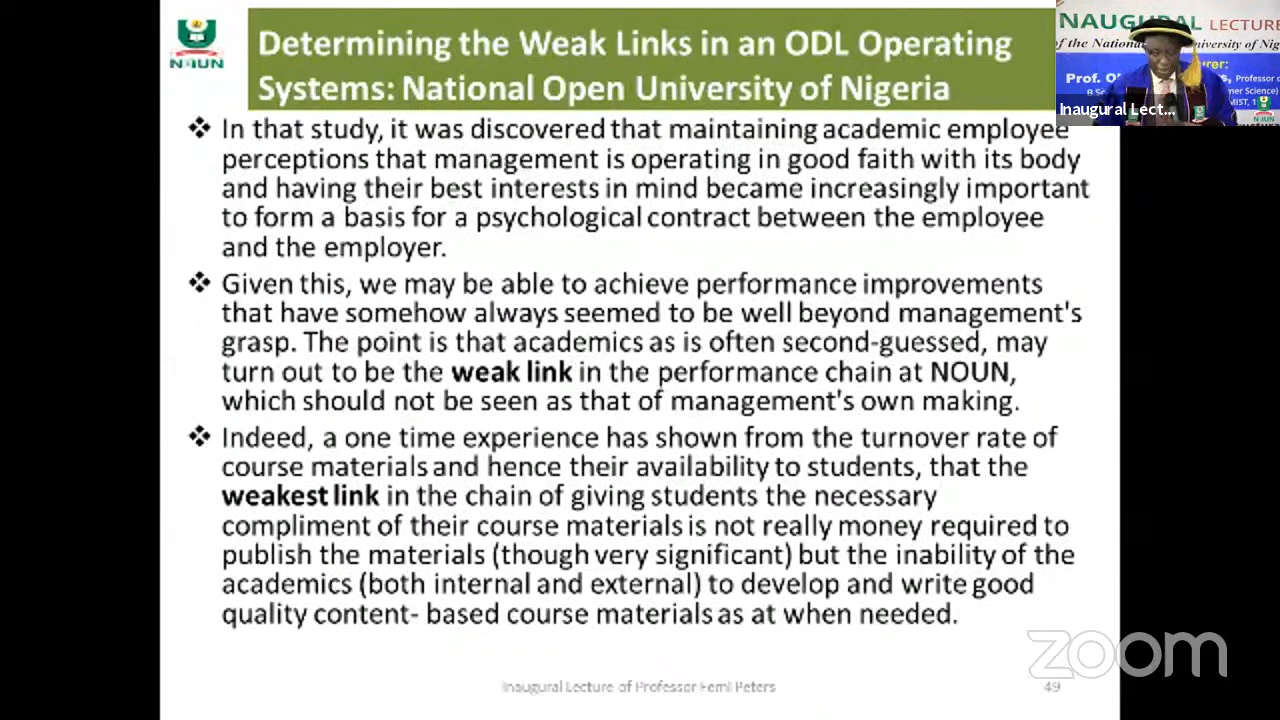 NOUN
Determining the Weak Links in an ODL Operating
Systems: National Open University of Nigeria
❖ In that study, it was discovered that maintaining academic employee
perceptions that management is operating in good faith with its body
and having their best interests in mind became increasingly important
to form a basis for a psychological contract between the employee
and the employer.
❖ Given this, we may be able to achieve performance improvements
that have somehow always seemed to be well beyond management's
grasp. The point is that academics as is often second-guessed, may
turn out to be the weak link in the performance chain at NOUN,
which should not be seen as that of management's own making.
❖ Indeed, a one time experience has shown from the turnover rate of
course materials and hence their availability to students, that the
weakest link in the chain of giving students the necessary
compliment of their course materials is not really money required to
publish the materials (though very significant) but the inability of the
academics (both internal and external) to develop and write good
quality content- based course materials as at when needed.
Inaugural Lecture of Professor Femi Peters
49
NAUGURAL LECTURE
of the National University of Nig
Prof. O
Professor
Inaugural Lect...
NOUN
zoom